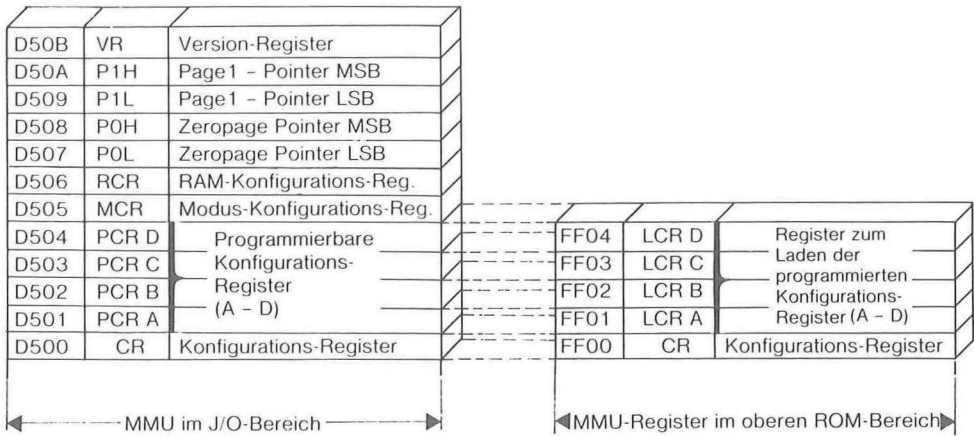 D50B VR Version-Register
D50A P1H Page1 – Pointer MSB
D509 P1L Page1 – Pointer LSB
D508 P0H Zeropage Pointer MSB
D507 P0L Zeropage Pointer LSB
D506 RCR RAM-Konfigurations-Reg.
D505 MCR Modus-Konfigurations-Reg.
D504 PCR D
D503 PCR C
D502 PCR B
D501 PCR A
Programmierbare
Konfigurations-
Register
(A – D)
D500 CR Konfigurations-Register
MMU im J/O-Bereich
FF04 LCR D
FF03 LCR C
FF02 LCR B
FF01 LCR A
Register zum
Laden der
programmierten
Konfigurations-
Register (A – D)
FF00 CR Konfigurations-Register
MMU-Register im oberen ROM-Bereich